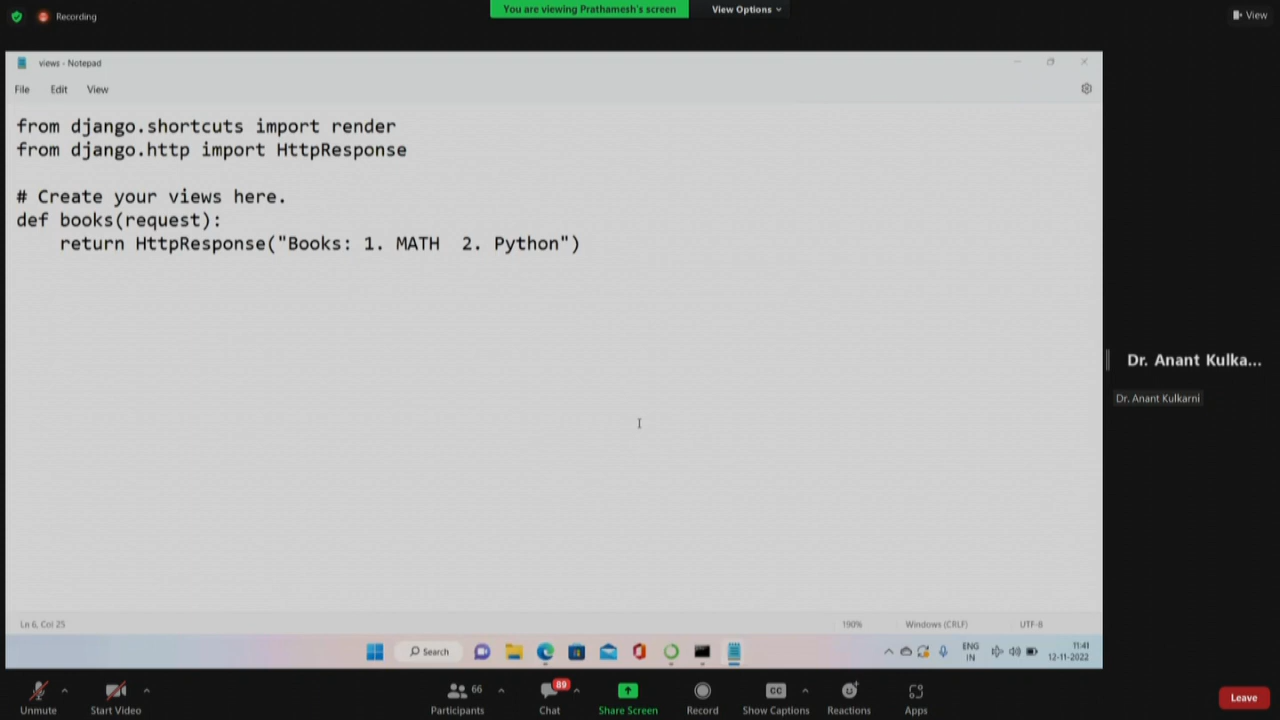 Recording
You are viewing Prathamesh's screen
View Options
View
views - Notepad
File Edit View
from django.shortcuts import render
from django.http import HttpResponse
# Create your views here.
def books(request):
    return HttpResponse("Books: 1. MATH  2. Python")
Dr. Anant Kulka...
Dr. Anant Kulkarni
Ln 6, Col 25
190%
Windows (CRLF)
UTF-8
Search
ENG
IN
11:41
12-11-2022
Unmute
Start Video
66
Participants
89
Chat
Share Screen
Record
CC
Show Captions
Reactions
Apps
Leave